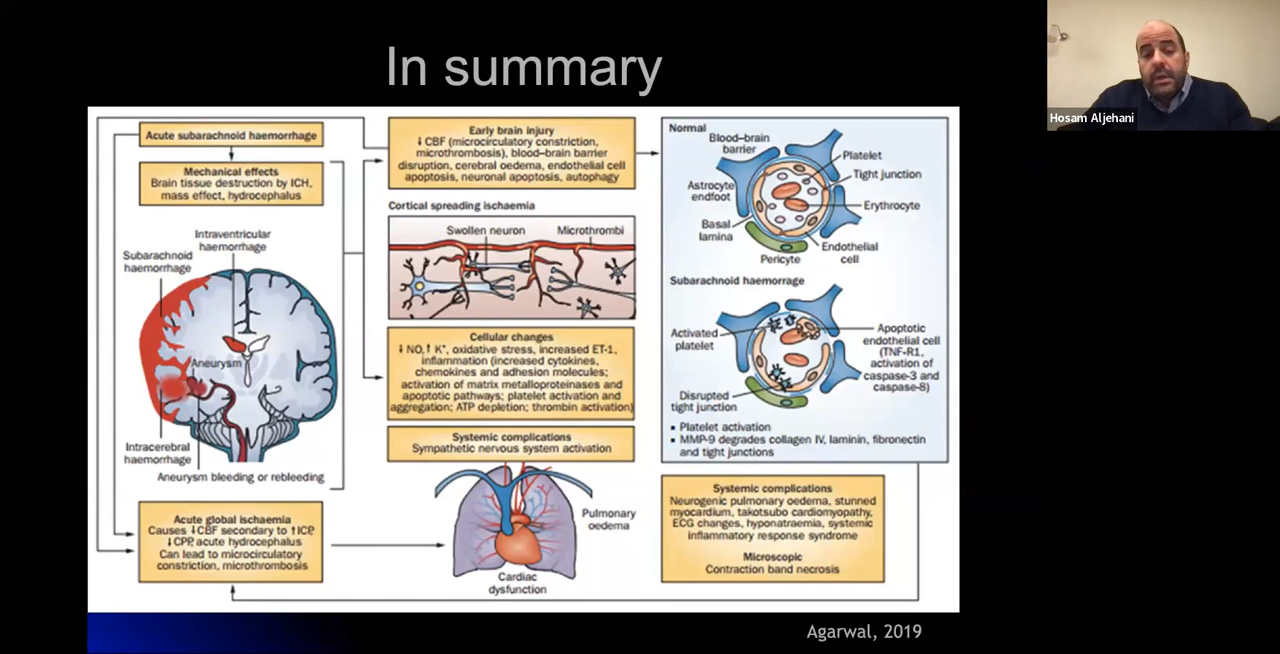 In summary
Hosam Aljehani
Acute subarachnoid haemorrhage
Mechanical effects
Brain tissue destruction by ICH,
mass effect, hydrocephalus
Intraventricular
haemorrhage
Subarachnoid
haemorrhage
Aneurysm
Intracerebral
haemorrhage
Aneurysm bleeding or rebleeding
Acute global ischaemia
Causes ↓CBF secondary to ↑ICP,
↓CPP, acute hydrocephalus
Can lead to microcirculatory
constriction, microthrombosis
Early brain injury
↓ CBF (microcirculatory constriction,
microthrombosis), blood–brain barrier
disruption, cerebral oedema, endothelial cell
apoptosis, neuronal apoptosis, autophagy
Cortical spreading ischaemia
Swollen neuron
Microthrombi
Cellular changes
↓ NO,↑ K⁺, oxidative stress, increased ET-1,
inflammation (increased cytokines,
chemokines and adhesion molecules;
activation of matrix metalloproteinases and
apoptotic pathways; platelet activation and
aggregation; ATP depletion; thrombin activation)
Systemic complications
Sympathetic nervous system activation
Pulmonary
oedema
Cardiac
dysfunction
Normal
Blood–brain
barrier
Platelet
Tight junction
Astrocyte
endfoot
Erythrocyte
Basal
lamina
Endothelial
cell
Pericyte
Subarachnoid haemorrage
Activated
platelet
Apoptotic
endothelial cell
(TNF-R1,
activation of
caspase-3 and
caspase-8)
Disrupted
tight junction
▪ Platelet activation
▪ MMP-9 degrades collagen IV, laminin, fibronectin
and tight junctions
Systemic complications
Neurogenic pulmonary oedema, stunned
myocardium, takotsubo cardiomyopathy,
ECG changes, hyponatraemia, systemic
inflammatory response syndrome
Microscopic
Contraction band necrosis
Agarwal, 2019